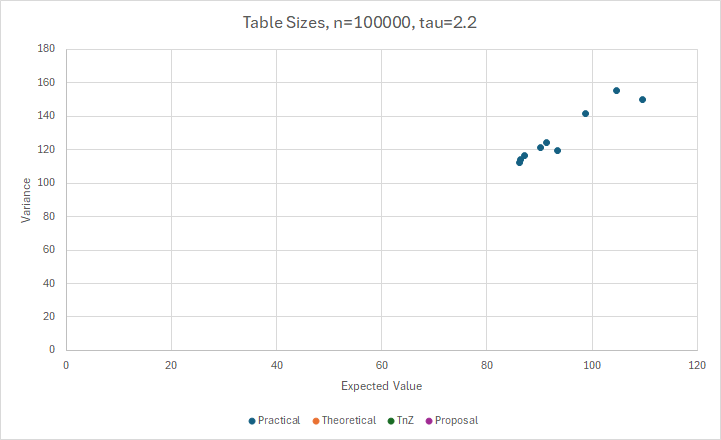 Table Sizes, n=100000, tau=2.2
180
160
140
120
100
80
60
40
20
0
Variance
0 20 40 60 80 100 120
Expected Value
Practical Theoretical TnZ Proposal